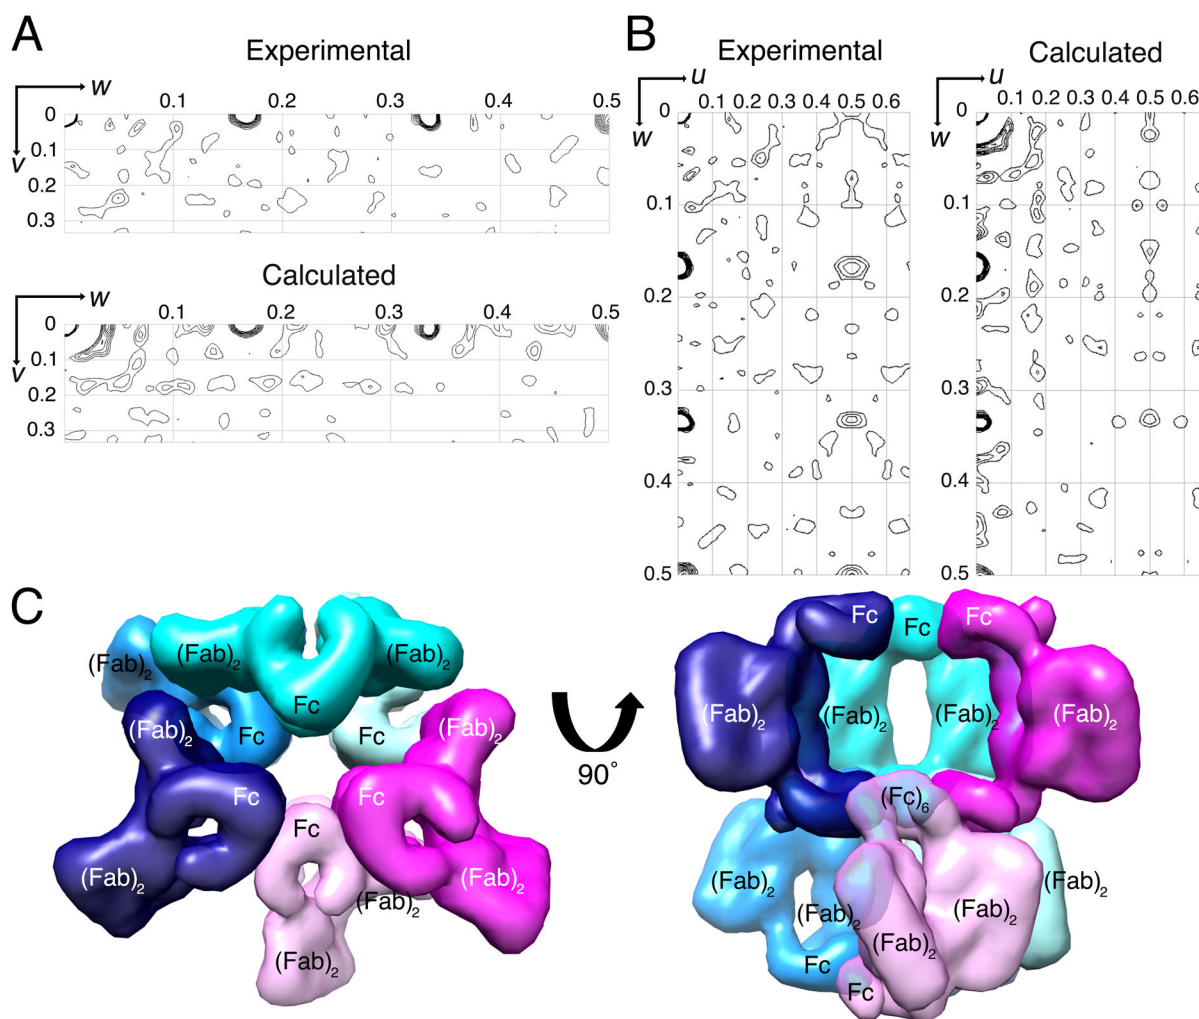 A
Experimental
w
0.1 0.2 0.3 0.4 0.5
0
0.1
v
0.2
0.3
Calculated
w
0.1 0.2 0.3 0.4 0.5
0
0.1
v
0.2
0.3
B
Experimental
u
0 0.1 0.2 0.3 0.4 0.5 0.6
w
0.1
0.2
0.3
0.4
0.5
Calculated
u
0 0.1 0.2 0.3 0.4 0.5 0.6
w
0.1
0.2
0.3
0.4
0.5
C
(Fab)₂ (Fab)₂ (Fab)₂
Fc
(Fab)₂ Fc Fc (Fab)₂
Fc Fc Fc
(Fab)₂ (Fab)₂ (Fab)₂
(Fab)₂
90°
Fc Fc Fc
(Fab)₂ (Fab)₂ (Fab)₂ (Fab)₂
(Fc)₆
(Fab)₂ (Fab)₂ (Fab)₂ (Fab)₂
(Fab)₂
Fc
Fc